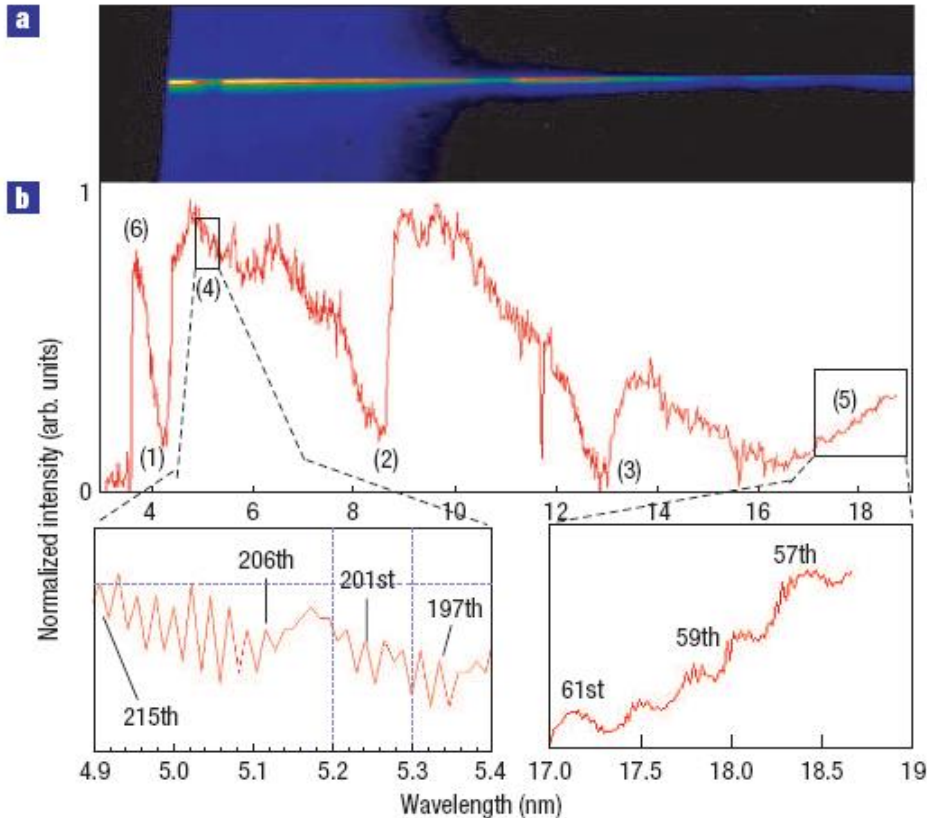 a
b
1
(6)
(4)
(5)
(1)
(2)
(3)
0
4
6
8
10
12
14
16
18
Normalized intensity (arb. units)
206th
201st
197th
215th
57th
59th
61st
4.9
5.0
5.1
5.2
5.3
5.4
17.0
17.5
18.0
18.5
19
Wavelength (nm)